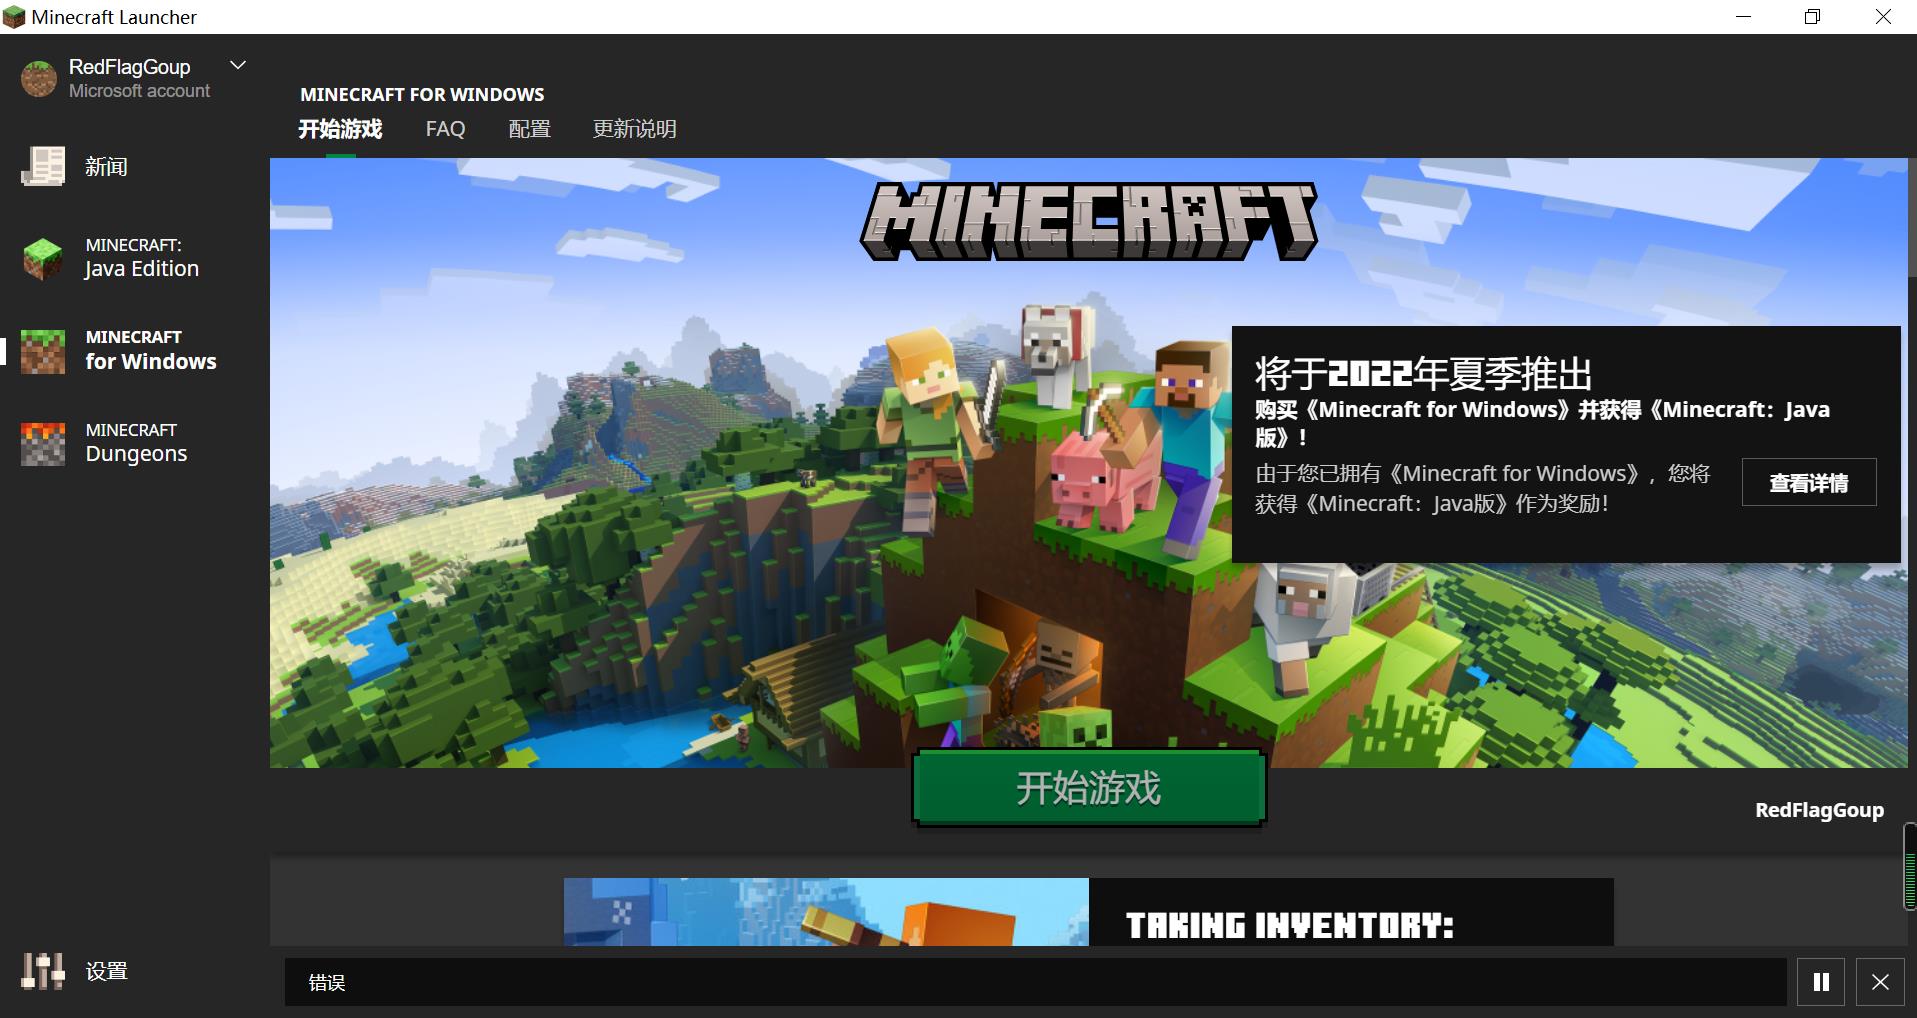 Minecraft Launcher
RedFlagGoup
Microsoft account
新闻
MINECRAFT:
Java Edition
MINECRAFT
for Windows
MINECRAFT
Dungeons
设置
MINECRAFT FOR WINDOWS
开始游戏 FAQ 配置 更新说明
MINECRAFT
将于2022年夏季推出
购买《Minecraft for Windows》并获得《Minecraft：Java
版》！
由于您已拥有《Minecraft for Windows》，您将
获得《Minecraft：Java版》作为奖励！
查看详情
开始游戏
RedFlagGoup
TAKING INVENTORY:
错误